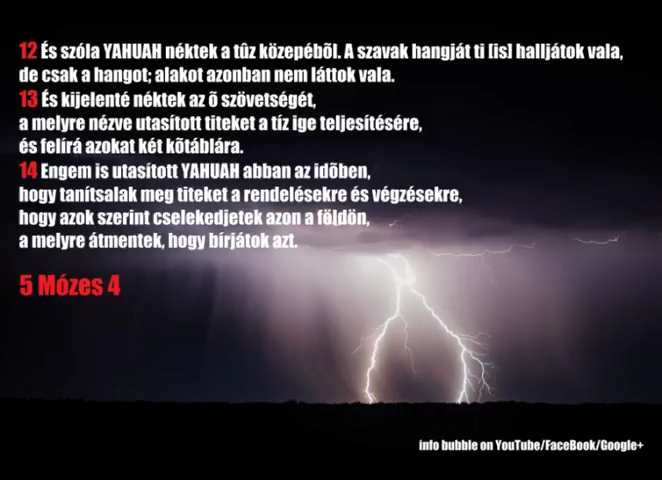 12 És szóla YAHUAH néktek a tûz közepébõl. A szavak hangját ti [is] halljátok vala,
de csak a hangot; alakot azonban nem láttok vala.
13 És kijelenté néktek az õ szövetségét,
a melyre nézve utasított titeket a tíz ige teljesítésére,
és felírá azokat két kõtáblára.
14 Engem is utasított YAHUAH abban az idõben,
hogy tanítsalak meg titeket a rendelésekre és végzésekre,
hogy azok szerint cselekedjetek azon a földön,
a melyre átmentek, hogy bírjátok azt.
5 Mózes 4
info bubble on YouTube/FaceBook/Google+